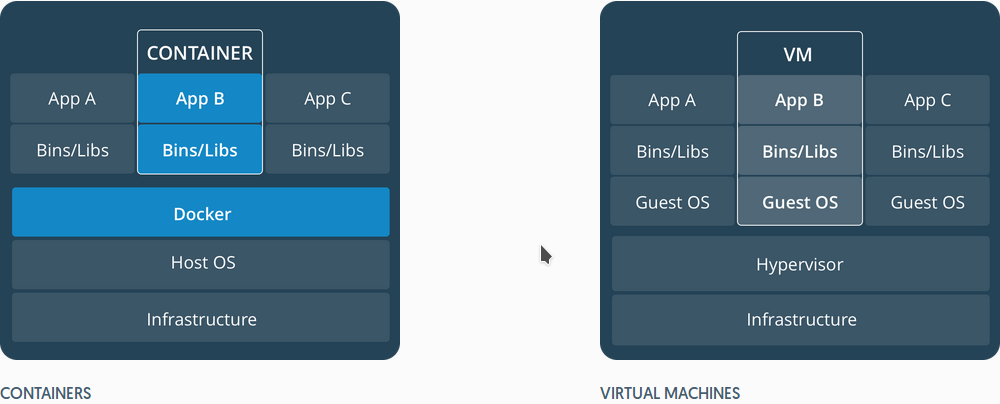 CONTAINER
App A App B App C
Bins/Libs Bins/Libs Bins/Libs
Docker
Host OS
Infrastructure
CONTAINERS
VM
App A App B App C
Bins/Libs Bins/Libs Bins/Libs
Guest OS Guest OS Guest OS
Hypervisor
Infrastructure
VIRTUAL MACHINES